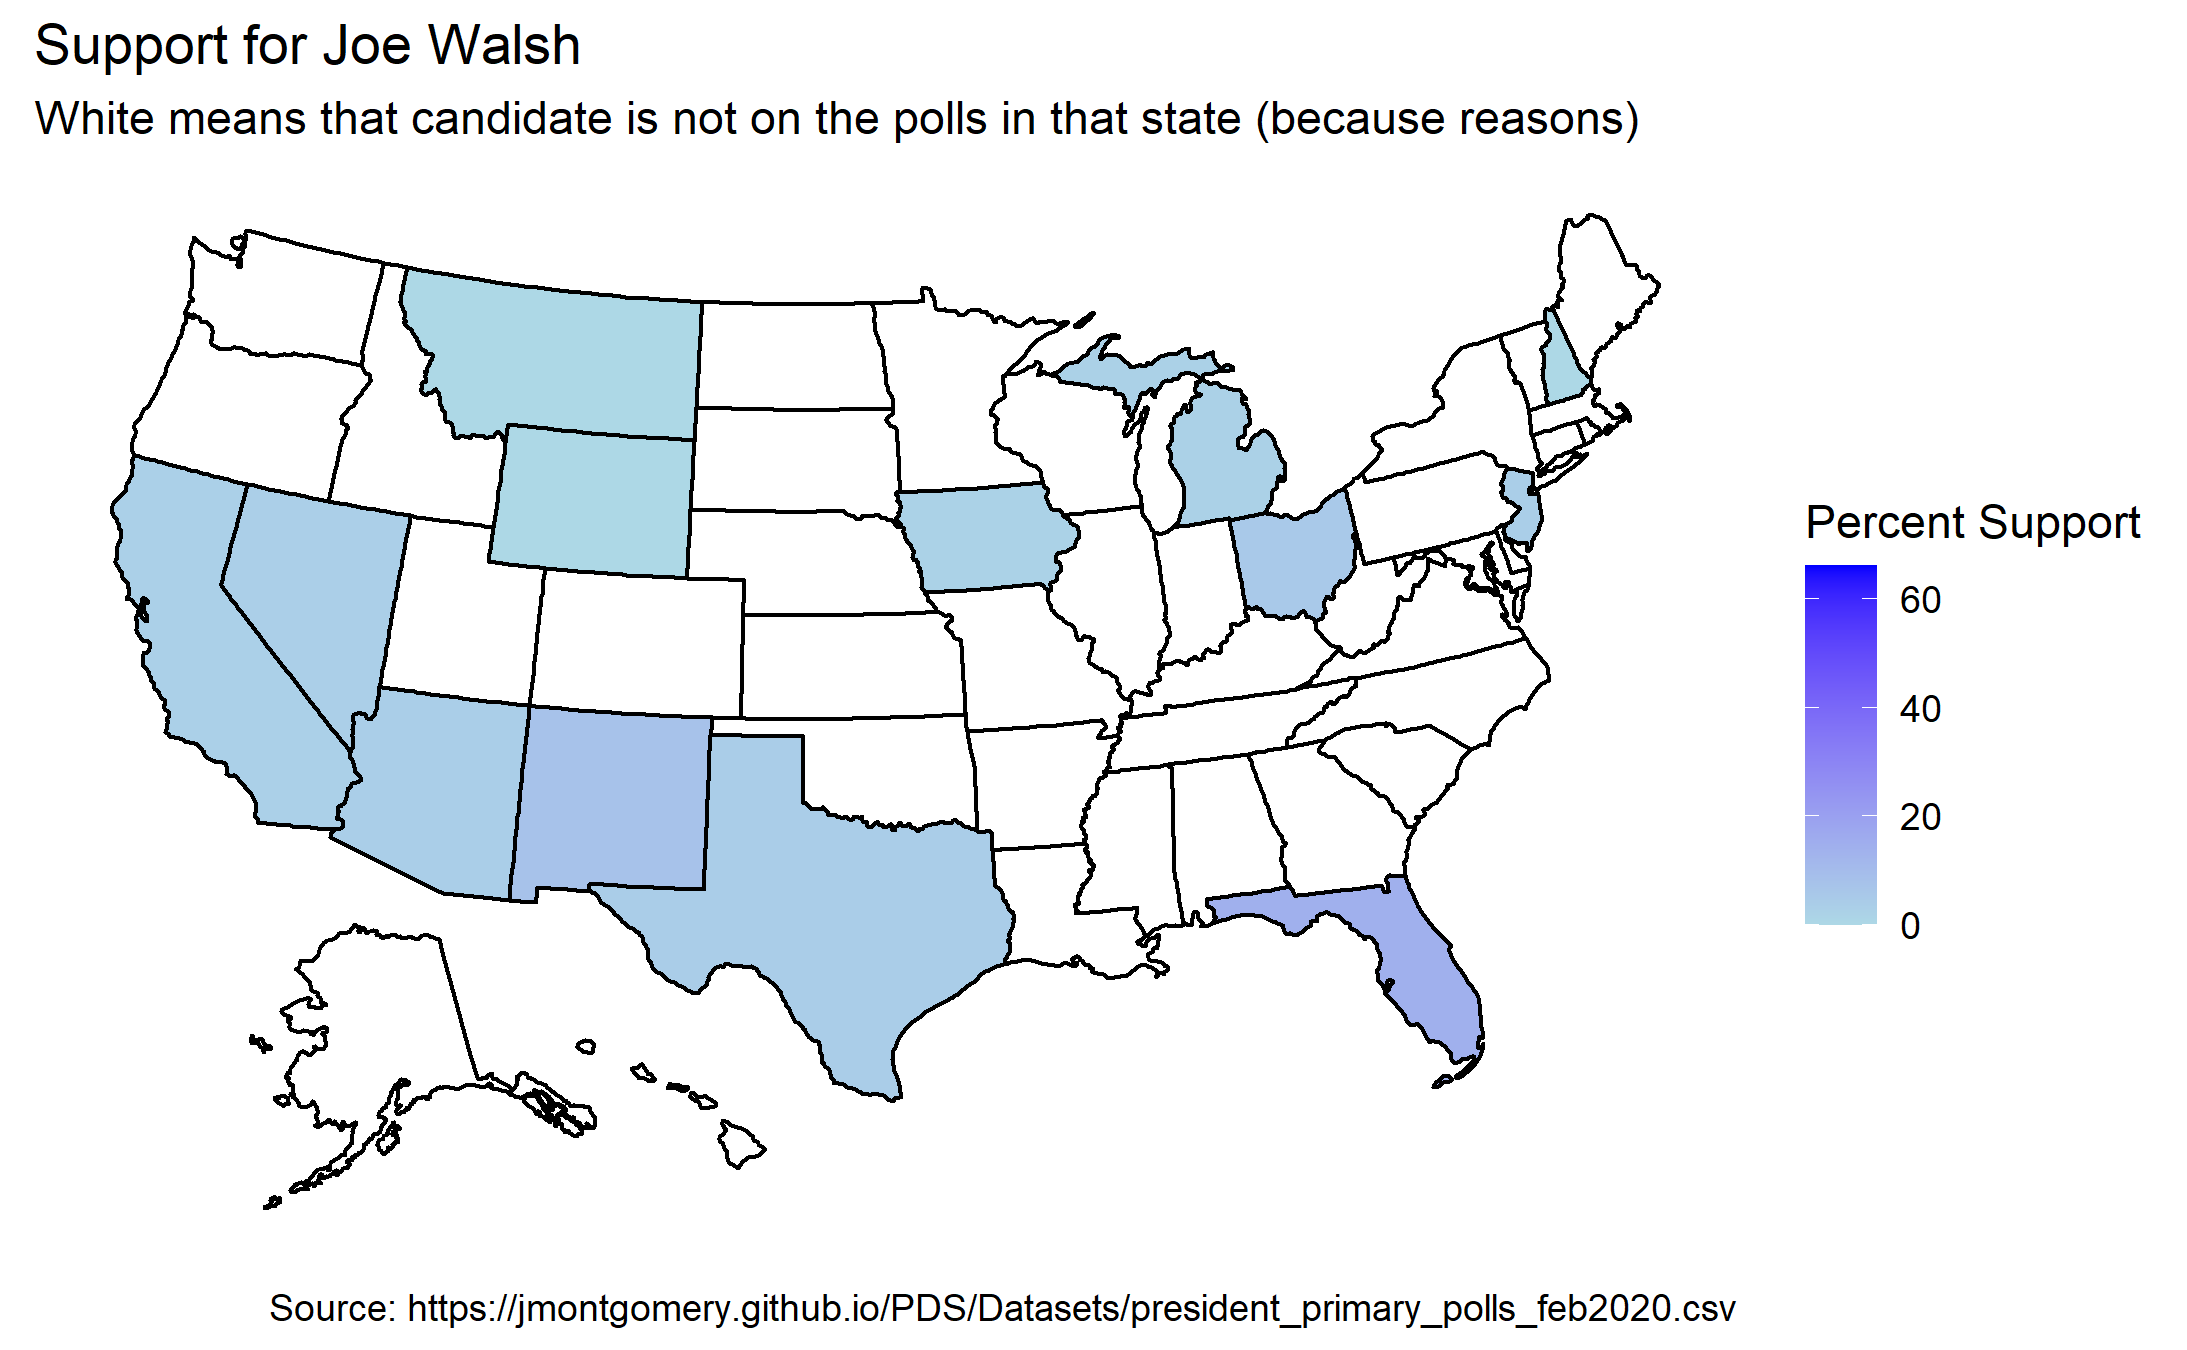 Support for Joe Walsh
White means that candidate is not on the polls in that state (because reasons)
Percent Support
60
40
20
0
Source: https://jmontgomery.github.io/PDS/Datasets/president_primary_polls_feb2020.csv